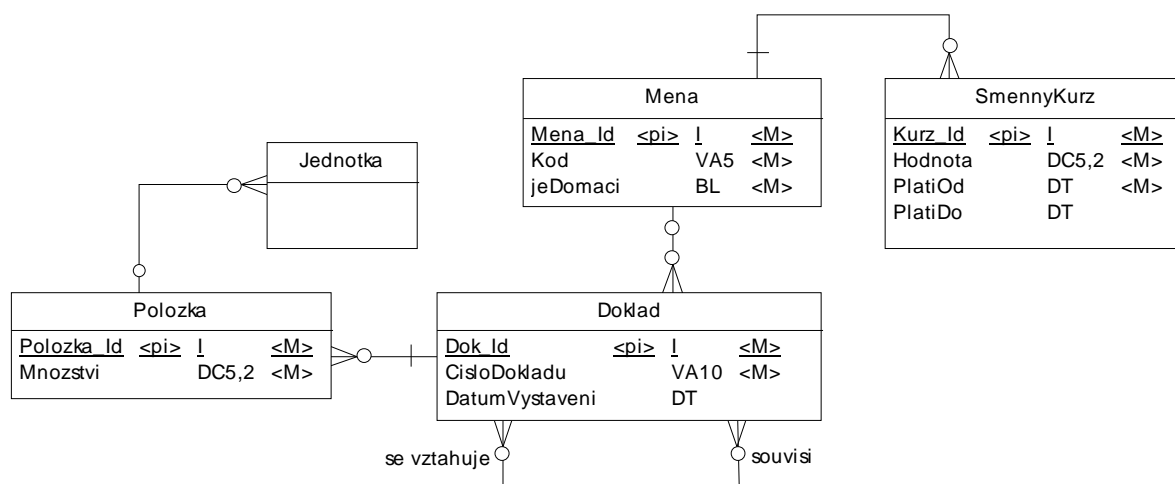 Mena
Mena_Id <pi> I <M>
Kod VA5 <M>
jeDomaci BL <M>
SmennyKurz
Kurz_Id <pi> I <M>
Hodnota DC5,2 <M>
PlatiOd DT <M>
PlatiDo DT
Jednotka
Polozka
Polozka_Id <pi> I <M>
Mnozstvi DC5,2 <M>
Doklad
Dok_Id <pi> I <M>
CisloDokladu VA10 <M>
DatumVystaveni DT
se vztahuje
souvisi